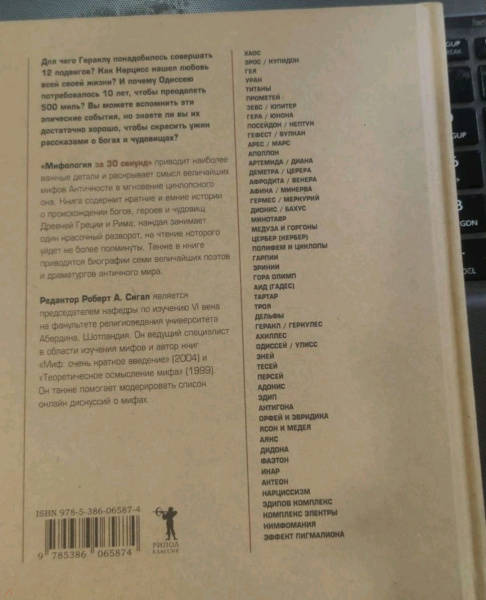 Для чего Гераклу понадобилось совершать
12 подвигов? Как Нарцисс нашел любовь
всей своей жизни? И почему Одиссею
потребовалось 10 лет, чтобы преодолеть
500 миль? Вы можете вспомнить эти
эпические события, но знаете ли вы их
достаточно хорошо, чтобы скрасить ужин
рассказами о богах и чудовищах?
«Мифология за 30 секунд» приводит наиболее
важные детали и раскрывает смысл величайших
мифов Античности в мгновение циклопьего
ока. Книга содержит краткие и емкие истории
о происхождении богов, героев и чудовищ
Древней Греции и Рима; каждая занимает
один красочный разворот, на чтение которого
уйдет не более полминуты. Также в книге
приводятся биографии семи величайших поэтов
и драматургов античного мира.
Редактор Роберт А. Сигал является
председателем кафедры по изучению VI века
на факультете религиоведения университета
Абердина, Шотландия. Он ведущий специалист
в области изучения мифов и автор книг
«Миф: очень краткое введение» (2004) и
«Теоретическое осмысление мифа» (1999).
Он также помогает модерировать список
онлайн дискуссий о мифах.
ISBN 978-5-386-06587-4
9 785386 065874
РИПОЛ
КЛАССИК
ХАОС
ЭРОС / КУПИДОН
ГЕЯ
УРАН
ТИТАНЫ
ПРОМЕТЕЙ
ЗЕВС / ЮПИТЕР
ГЕРА / ЮНОНА
ПОСЕЙДОН / НЕПТУН
ГЕФЕСТ / ВУЛКАН
АРЕС / МАРС
АПОЛЛОН
АРТЕМИДА / ДИАНА
ДЕМЕТРА / ЦЕРЕРА
АФРОДИТА / ВЕНЕРА
АФИНА / МИНЕРВА
ГЕРМЕС / МЕРКУРИЙ
ДИОНИС / БАХУС
МИНОТАВР
МЕДУЗА И ГОРГОНЫ
ЦЕРБЕР (КЕРБЕР)
ПОЛИФЕМ И ЦИКЛОПЫ
ГАРПИИ
ЭРИНИИ
ГОРА ОЛИМП
АИД (ГАДЕС)
ТАРТАР
ТРОЯ
ДЕЛЬФЫ
ГЕРАКЛ / ГЕРКУЛЕС
АХИЛЛЕС
ОДИССЕЙ / УЛИСС
ЭНЕЙ
ТЕСЕЙ
ПЕРСЕЙ
АДОНИС
ЭДИП
АНТИГОНА
ОРФЕЙ И ЭВРИДИКА
ЯСОН И МЕДЕЯ
АЯКС
ДИДОНА
ФАЭТОН
ИКАР
АКТЕОН
НАРЦИССИЗМ
ЭДИПОВ КОМПЛЕКС
КОМПЛЕКС ЭЛЕКТРЫ
НИМФОМАНИЯ
ЭФФЕКТ ПИГМАЛИОНА